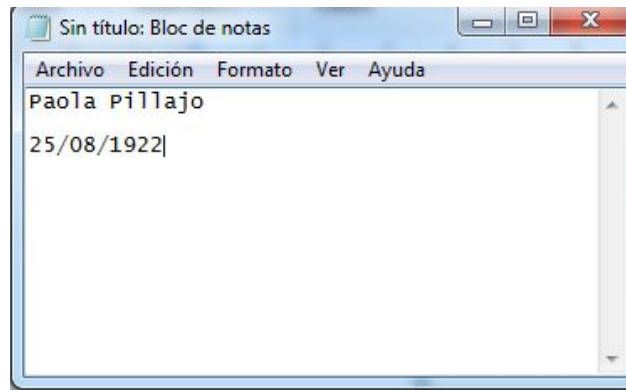 Sin título: Bloc de notas
Archivo Edición Formato Ver Ayuda
Paola Pillajo
25/08/1922